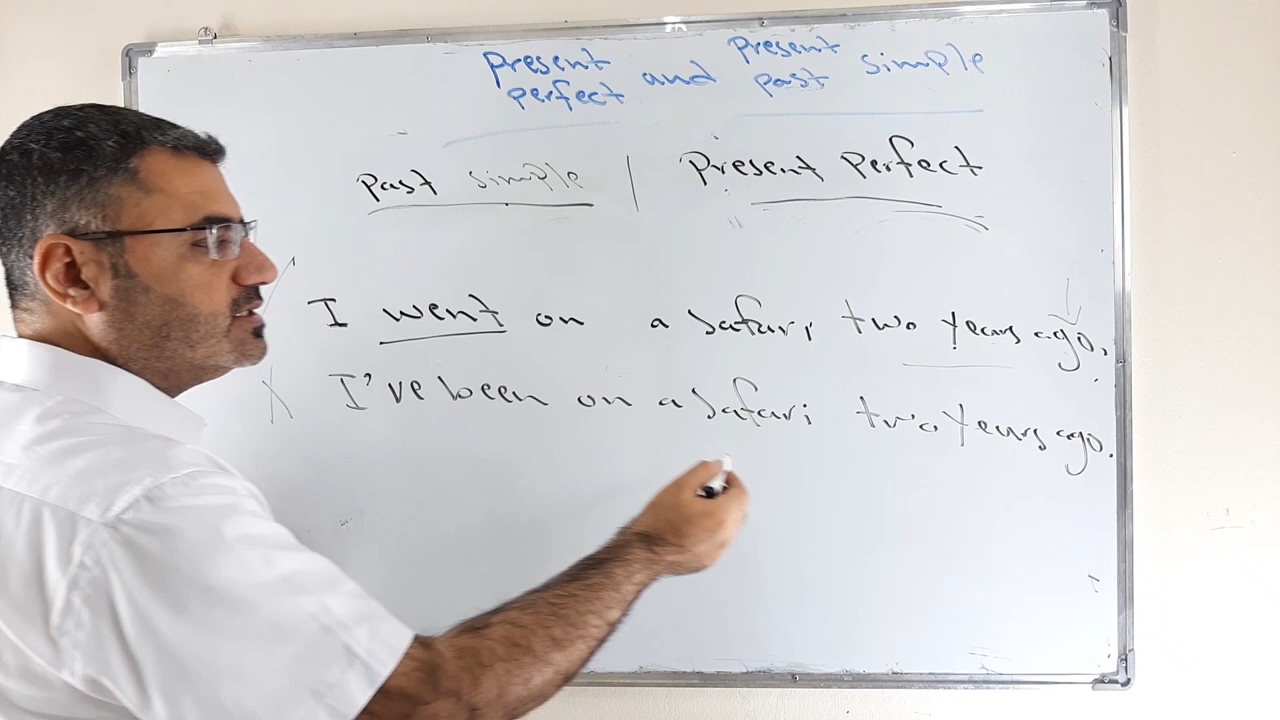 present present
perfect and past simple
Past simple | Present Perfect
I went on a safari, two years ago.
X I've been on a safari, two years ago.